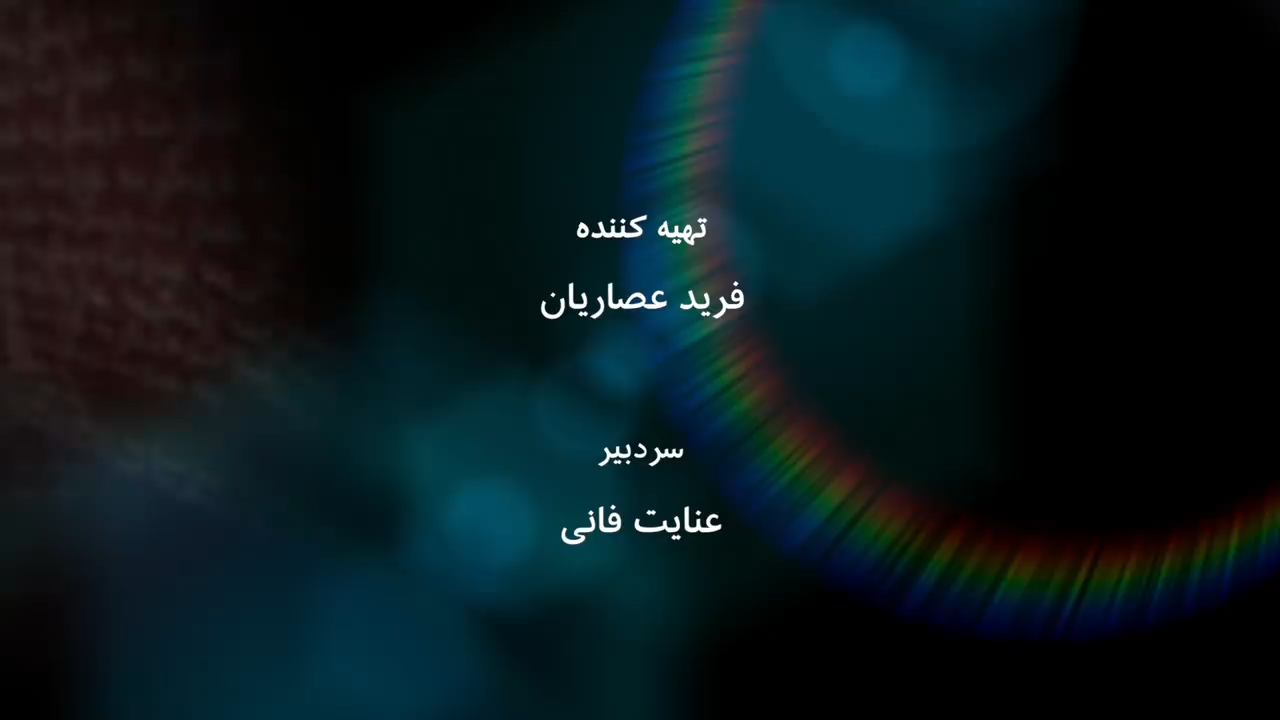 تهیه کننده
فرید عصاریان
سردبیر
عنایت فانی